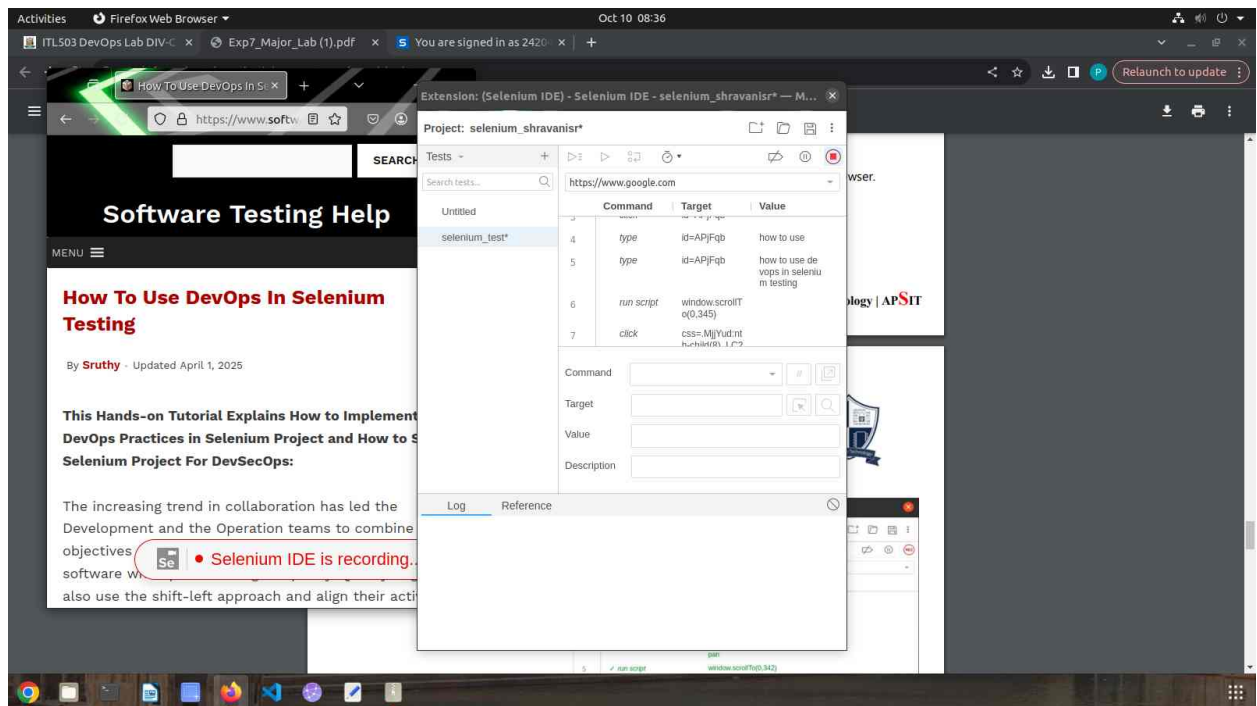 Activities Firefox Web Browser Oct 10 08:36
ITL503 DevOps Lab DIV-C × Exp7_Major_Lab (1).pdf × You are signed in as 2420 × +
Relaunch to update
P
How To Use DevOps In Se × +
https://www.softw
SEARCH
Software Testing Help
MENU
How To Use DevOps In Selenium
Testing
By Sruthy - Updated April 1, 2025
This Hands-on Tutorial Explains How to Implement
DevOps Practices in Selenium Project and How to S
Selenium Project For DevSecOps:
The increasing trend in collaboration has led the
Development and the Operation teams to combine
objectives
software w
also use the shift-left approach and align their acti
Se • Selenium IDE is recording..
Extension: (Selenium IDE) - Selenium IDE - selenium_shravanisr* — M...
Project: selenium_shravanisr*
Tests +
Search tests...
Untitled
selenium_test*
https://www.google.com
Command Target Value
4 type id=APjFqb how to use
5 type id=APjFqb how to use de
vops in seleniu
m testing
6 run script window.scrollT
o(0,345)
7 click css=.MjjYud:nt
h-child(8) .LC2
Command
//
Target
Value
Description
Log Reference
wser.
ology | APSIT
pan
5 ✓ run script window.scrollTo(0,342)